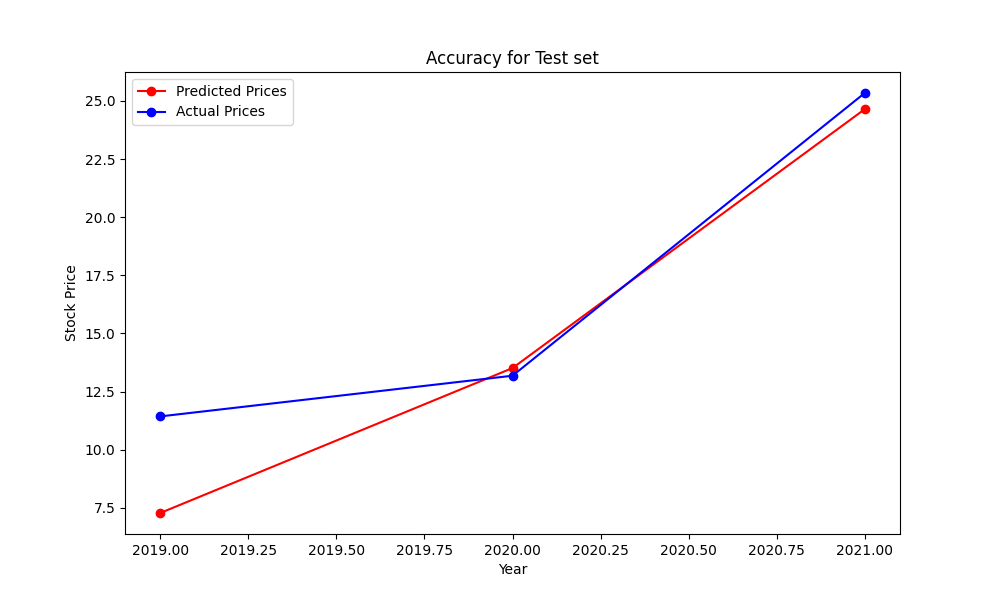 Accuracy for Test set
Predicted Prices
Actual Prices
25.0
22.5
20.0
17.5
15.0
12.5
10.0
7.5
Stock Price
2019.00 2019.25 2019.50 2019.75 2020.00 2020.25 2020.50 2020.75 2021.00
Year